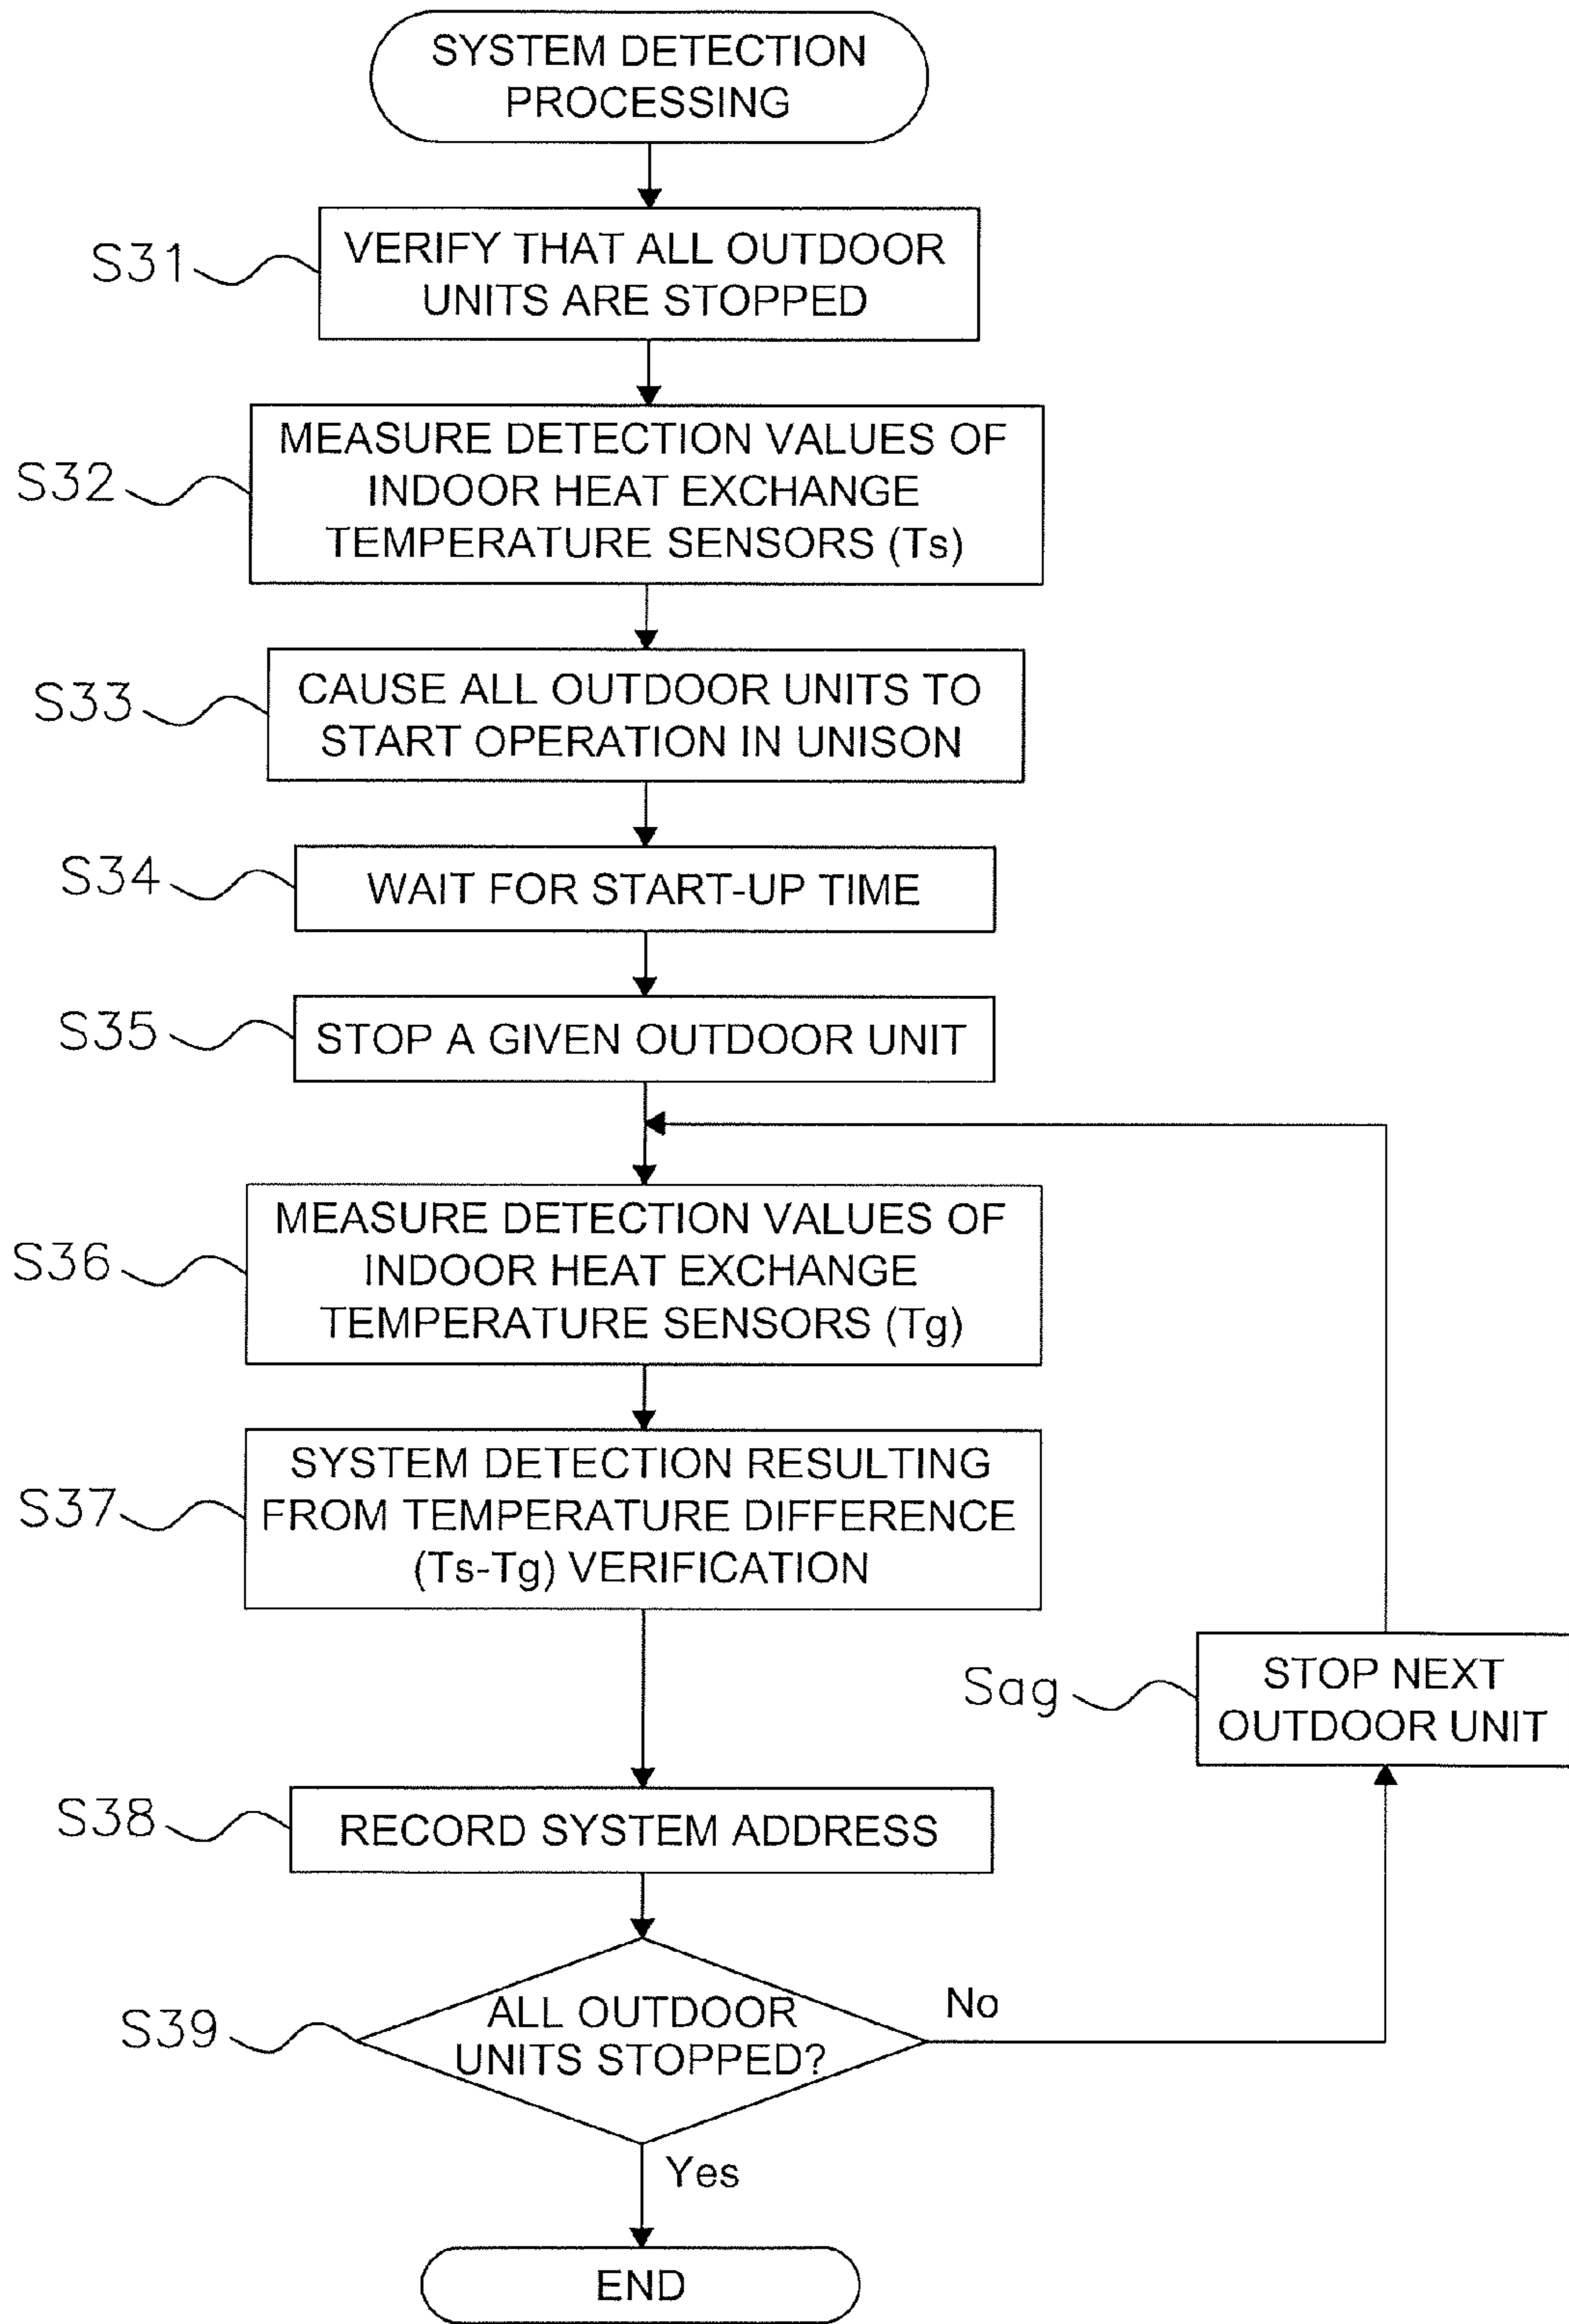 SYSTEM DETECTION
PROCESSING
S31
VERIFY THAT ALL OUTDOOR
UNITS ARE STOPPED
S32
MEASURE DETECTION VALUES OF
INDOOR HEAT EXCHANGE
TEMPERATURE SENSORS (Ts)
S33
CAUSE ALL OUTDOOR UNITS TO
START OPERATION IN UNISON
S34
WAIT FOR START-UP TIME
S35
STOP A GIVEN OUTDOOR UNIT
S36
MEASURE DETECTION VALUES OF
INDOOR HEAT EXCHANGE
TEMPERATURE SENSORS (Tg)
S37
SYSTEM DETECTION RESULTING
FROM TEMPERATURE DIFFERENCE
(Ts-Tg) VERIFICATION
Sag
STOP NEXT
OUTDOOR UNIT
S38
RECORD SYSTEM ADDRESS
S39
ALL OUTDOOR
UNITS STOPPED?
No
Yes
END